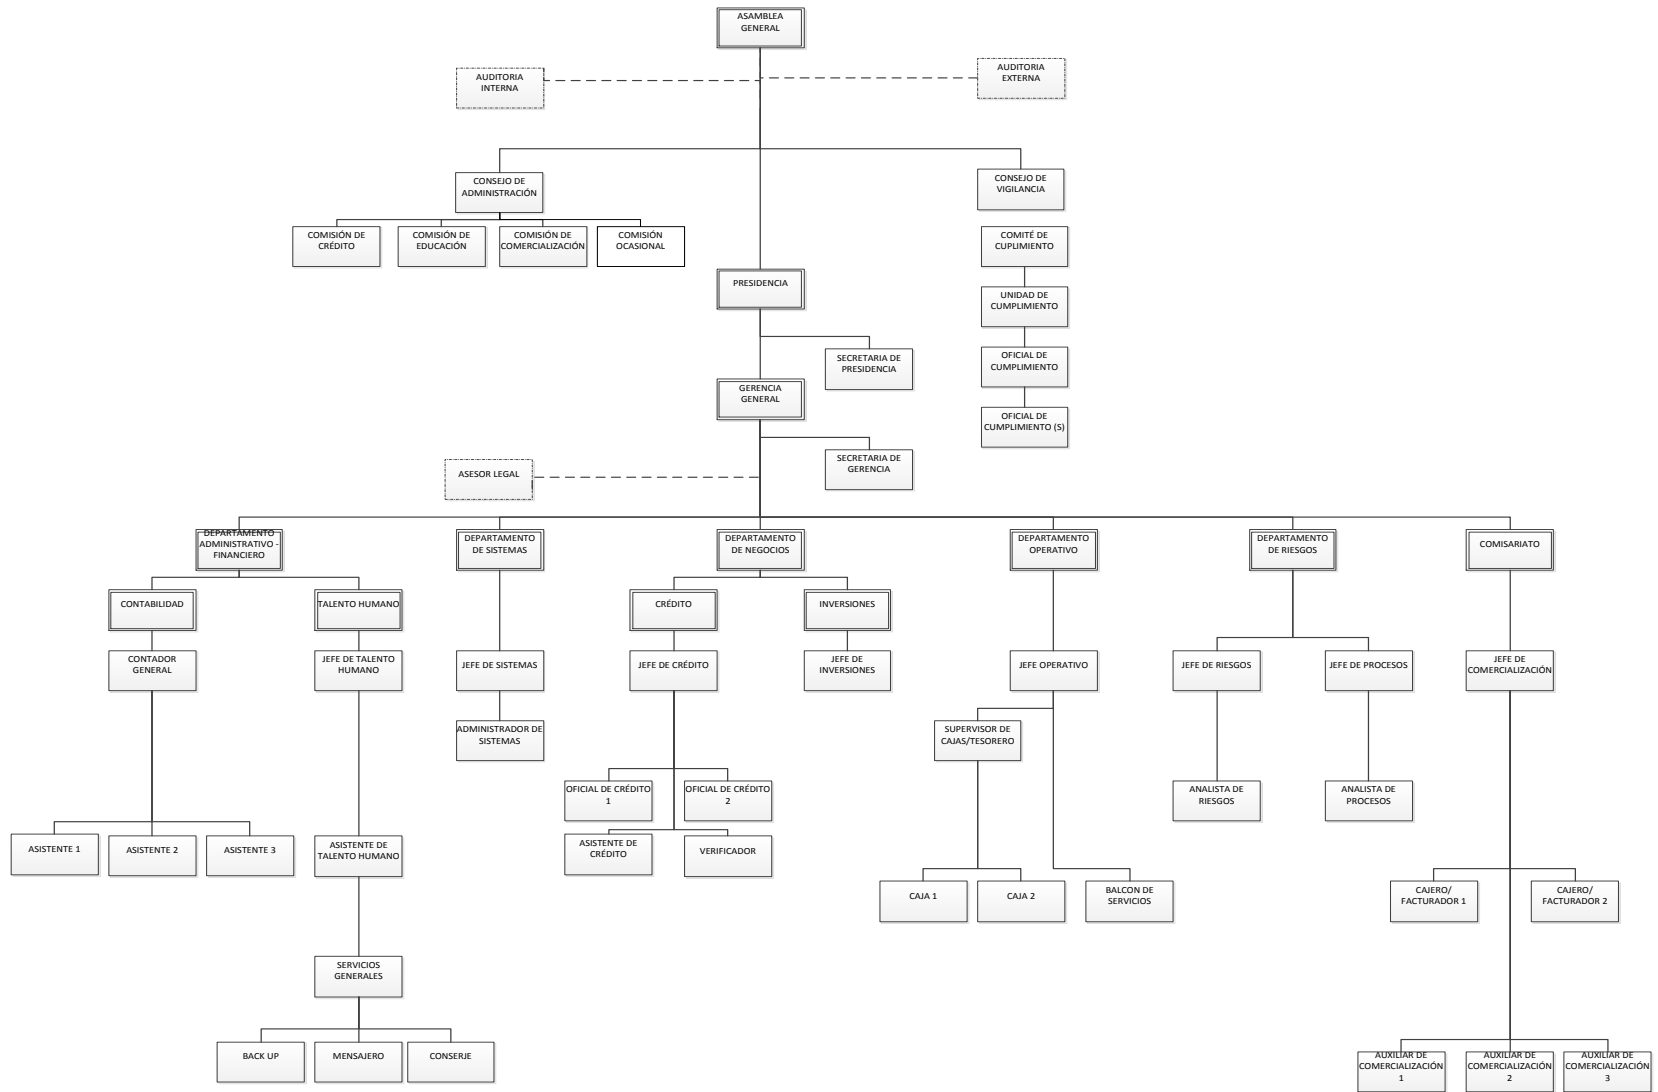 ASAMBLEA
GENERAL
AUDITORIA
INTERNA
AUDITORIA
EXTERNA
CONSEJO DE
ADMINISTRACIÓN
CONSEJO DE
VIGILANCIA
COMISIÓN DE
CRÉDITO
COMISIÓN DE
EDUCACIÓN
COMISIÓN DE
COMERCIALIZACIÓN
COMISIÓN
OCASIONAL
COMITÉ DE
CUPLIMIENTO
PRESIDENCIA
UNIDAD DE
CUMPLIMIENTO
SECRETARIA DE
PRESIDENCIA
OFICIAL DE
CUMPLIMIENTO
GERENCIA
GENERAL
OFICIAL DE
CUMPLIMIENTO (S)
SECRETARIA DE
GERENCIA
ASESOR LEGAL
DEPARTAMENTO
ADMINISTRATIVO -
FINANCIERO
DEPARTAMENTO
DE SISTEMAS
DEPARTAMENTO
DE NEGOCIOS
DEPARTAMENTO
OPERATIVO
DEPARTAMENTO
DE RIESGOS
COMISARIATO
CONTABILIDAD
TALENTO HUMANO
CRÉDITO
INVERSIONES
CONTADOR
GENERAL
JEFE DE TALENTO
HUMANO
JEFE DE SISTEMAS
JEFE DE CRÉDITO
JEFE DE
INVERSIONES
JEFE OPERATIVO
JEFE DE RIESGOS
JEFE DE PROCESOS
JEFE DE
COMERCIALIZACIÓN
ADMINISTRADOR DE
SISTEMAS
SUPERVISOR DE
CAJAS/TESORERO
OFICIAL DE CRÉDITO
1
OFICIAL DE CRÉDITO
2
ANALISTA DE
RIESGOS
ANALISTA DE
PROCESOS
ASISTENTE 1
ASISTENTE 2
ASISTENTE 3
ASISTENTE DE
TALENTO HUMANO
ASISTENTE DE
CRÉDITO
VERIFICADOR
CAJA 1
CAJA 2
BALCON DE
SERVICIOS
CAJERO/
FACTURADOR 1
CAJERO/
FACTURADOR 2
SERVICIOS
GENERALES
BACK UP
MENSAJERO
CONSERJE
AUXILIAR DE
COMERCIALIZACIÓN
1
AUXILIAR DE
COMERCIALIZACIÓN
2
AUXILIAR DE
COMERCIALIZACIÓN
3